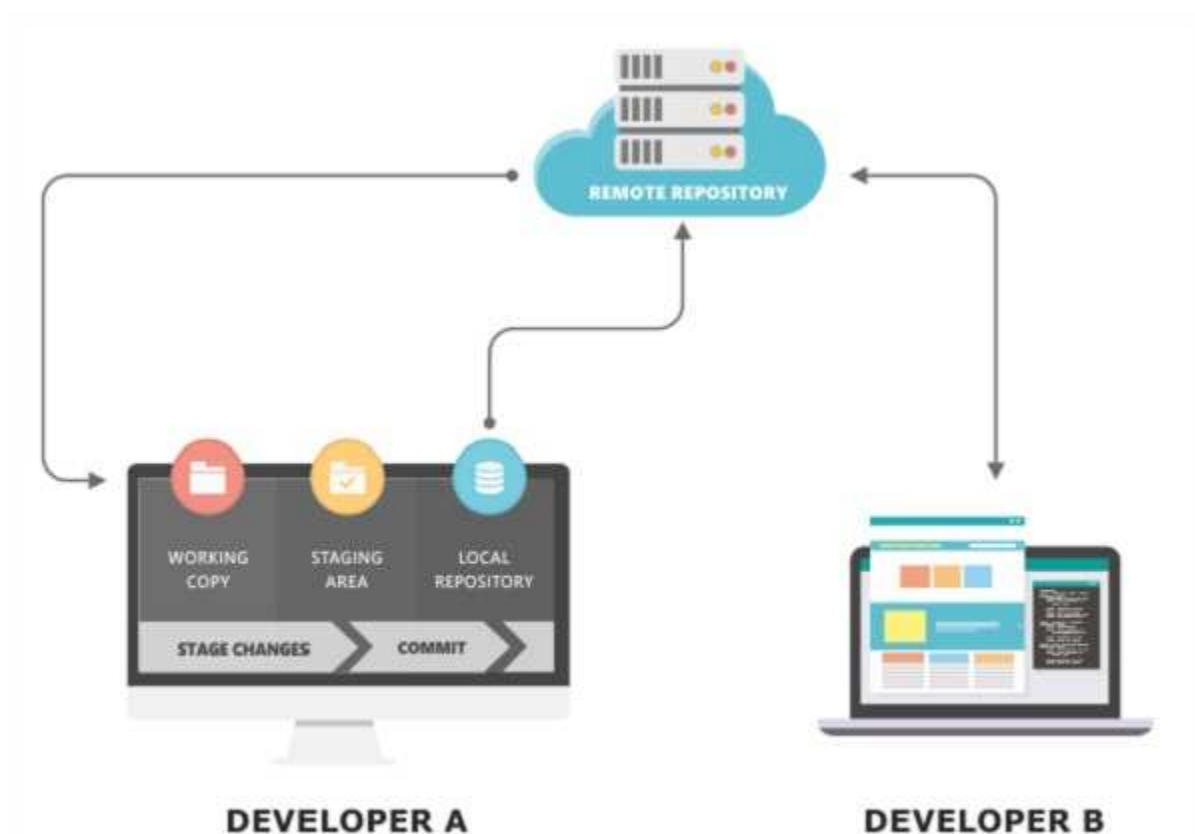 REMOTE REPOSITORY
WORKING
COPY
STAGING
AREA
LOCAL
REPOSITORY
STAGE CHANGES
COMMIT
DEVELOPER A
DEVELOPER B